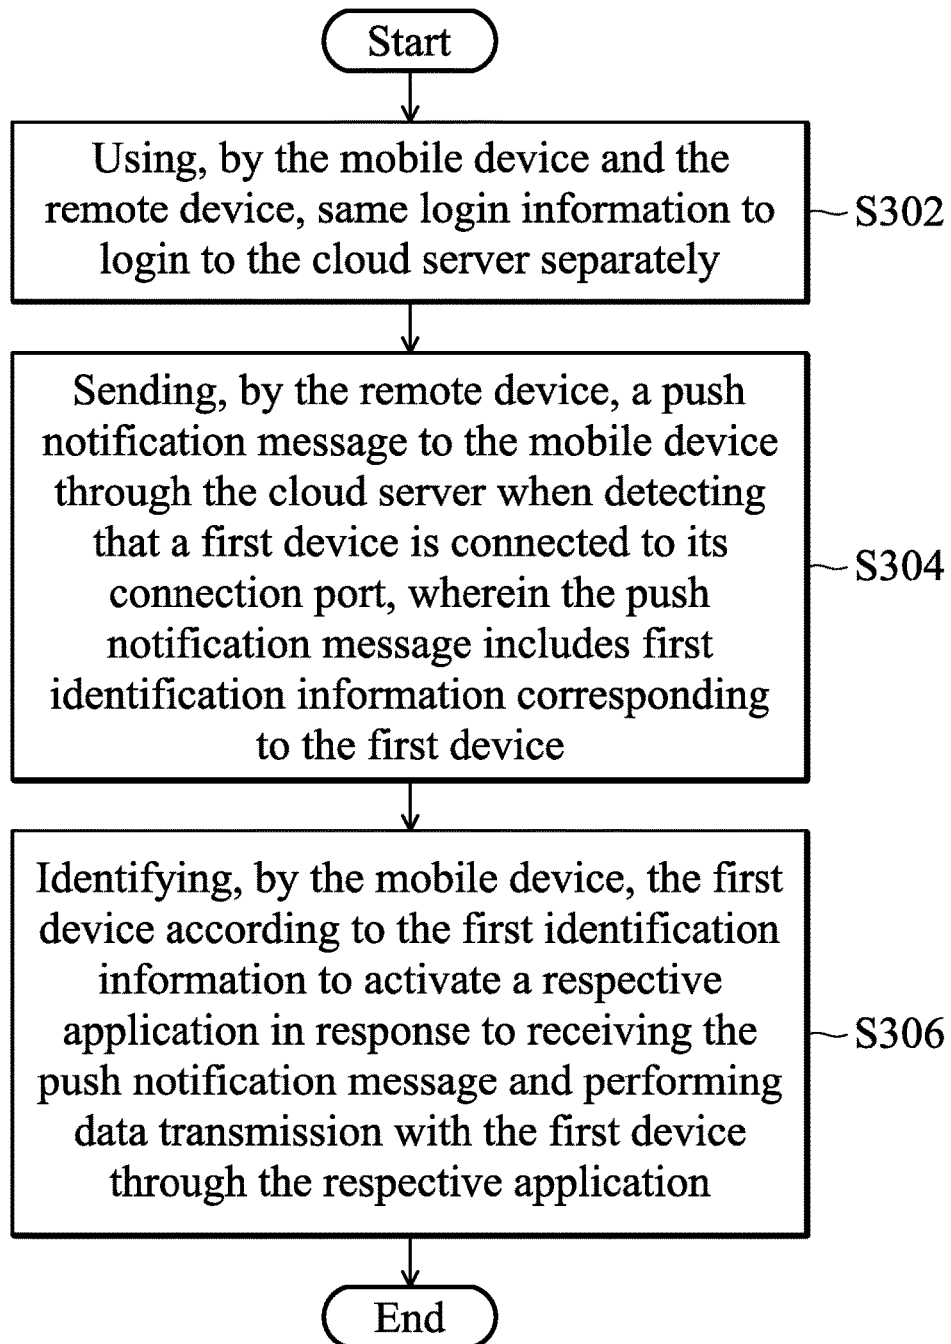 Start
Using, by the mobile device and the
remote device, same login information to
login to the cloud server separately
S302
Sending, by the remote device, a push
notification message to the mobile device
through the cloud server when detecting
that a first device is connected to its
connection port, wherein the push
notification message includes first
identification information corresponding
to the first device
S304
Identifying, by the mobile device, the first
device according to the first identification
information to activate a respective
application in response to receiving the
push notification message and performing
data transmission with the first device
through the respective application
S306
End